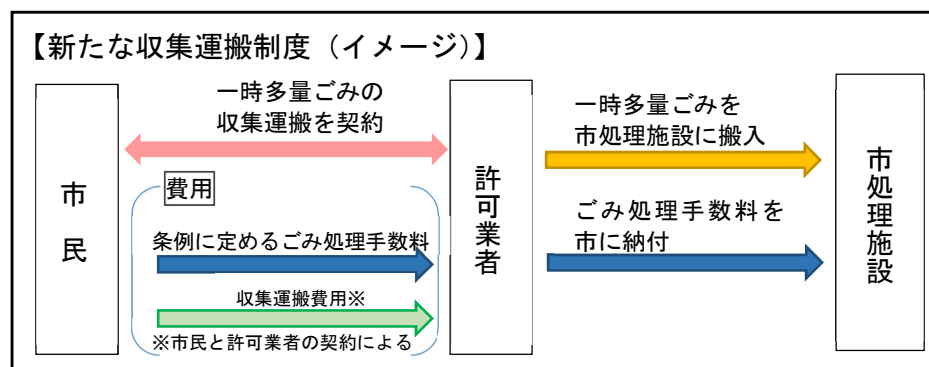 【新たな収集運搬制度（イメージ）】
市民
一時多量ごみの
収集運搬を契約
費用
条例に定めるごみ処理手数料
収集運搬費用※
※市民と許可業者の契約による
許可業者
一時多量ごみを
市処理施設に搬入
ごみ処理手数料を
市に納付
市処理施設